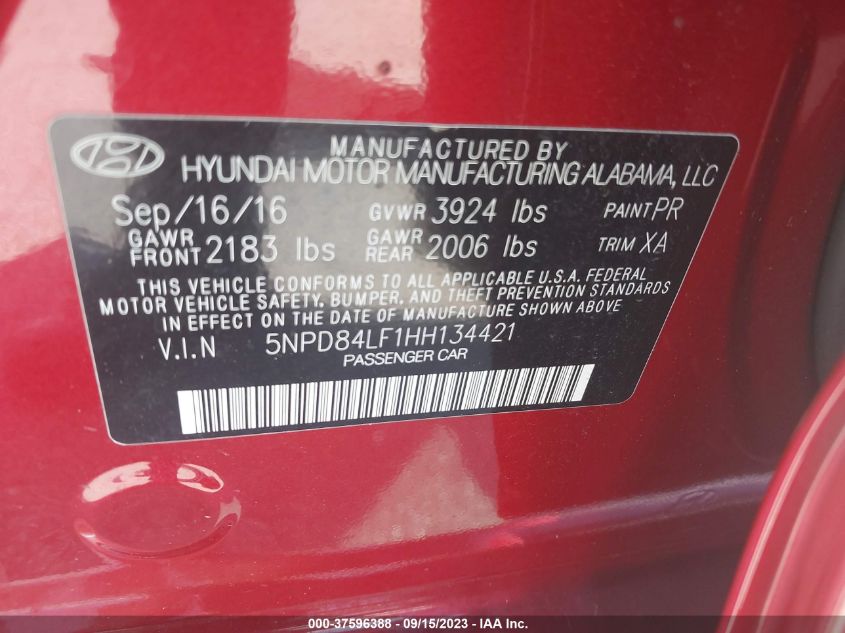 MANUFACTURED BY
HYUNDAI MOTOR MANUFACTURING ALABAMA, LLC
Sep/16/16 GVWR 3924 lbs PAINT PR
GAWR FRONT 2183 lbs GAWR REAR 2006 lbs TRIM XA
THIS VEHICLE CONFORMS TO ALL APPLICABLE U.S.A. FEDERAL
MOTOR VEHICLE SAFETY, BUMPER, AND THEFT PREVENTION STANDARDS
IN EFFECT ON THE DATE OF MANUFACTURE SHOWN ABOVE
V.I.N 5NPD84LF1HH134421
PASSENGER CAR
000-37596388 - 09/15/2023 - IAA Inc.